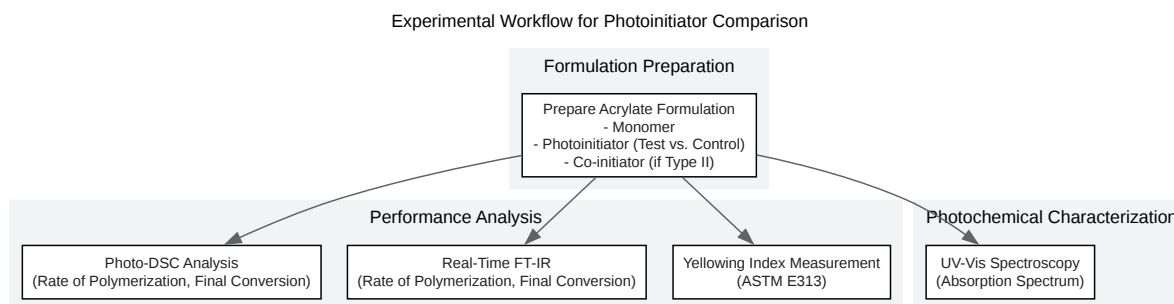 Experimental Workflow for Photoinitiator Comparison
Formulation Preparation
Prepare Acrylate Formulation
- Monomer
- Photoinitiator (Test vs. Control)
- Co-initiator (if Type II)
Performance Analysis
Photochemical Characterization
Photo-DSC Analysis
(Rate of Polymerization, Final Conversion)
Real-Time FT-IR
(Rate of Polymerization, Final Conversion)
Yellowing Index Measurement
(ASTM E313)
UV-Vis Spectroscopy
(Absorption Spectrum)